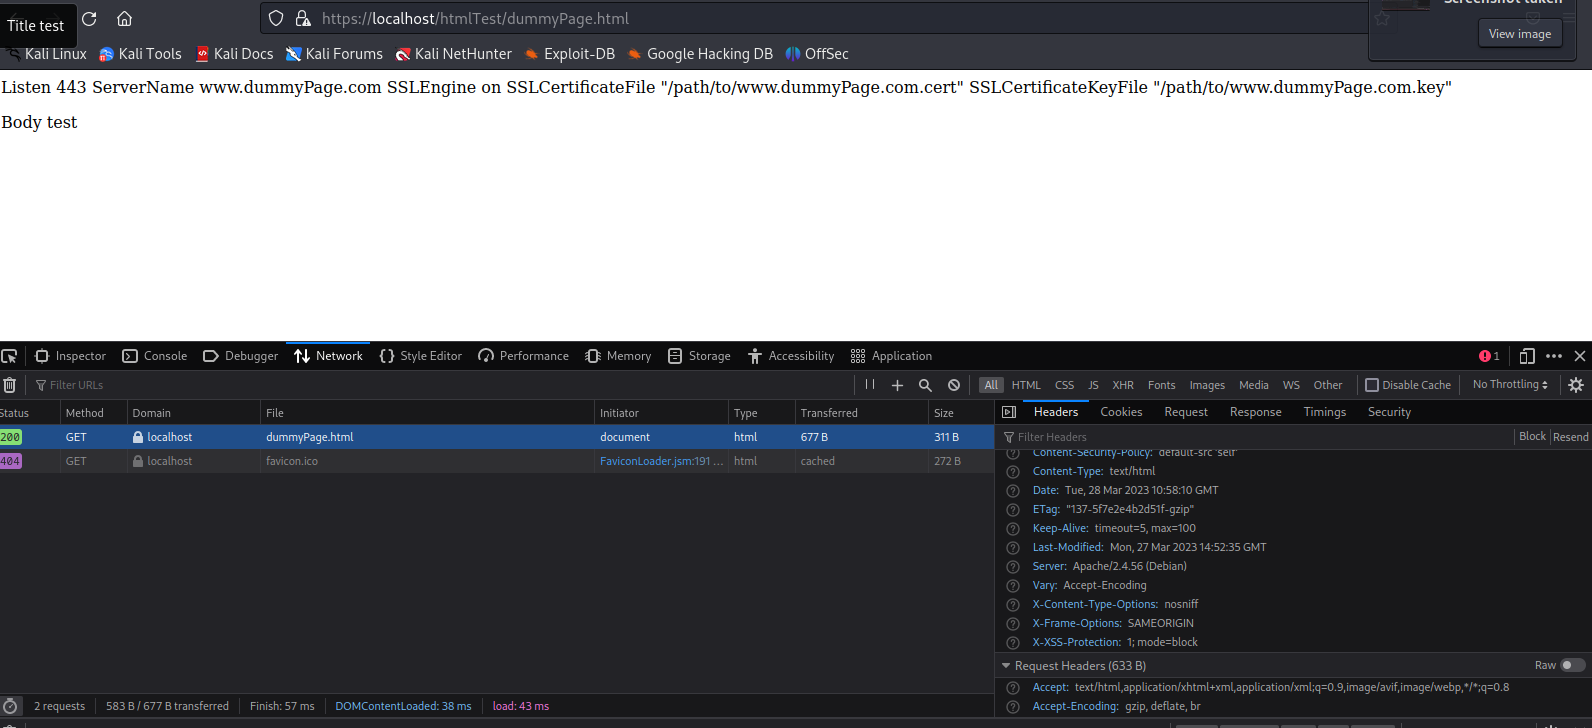 Screenshot taken
Title test
https://localhost/htmlTest/dummyPage.html
View image
Kali Linux Kali Tools Kali Docs Kali Forums Kali NetHunter Exploit-DB Google Hacking DB OffSec
Listen 443 ServerName www.dummyPage.com SSLEngine on SSLCertificateFile "/path/to/www.dummyPage.com.cert" SSLCertificateKeyFile "/path/to/www.dummyPage.com.key"
Body test
Inspector Console Debugger Network Style Editor Performance Memory Storage Accessibility Application 1
Filter URLs All HTML CSS JS XHR Fonts Images Media WS Other Disable Cache No Throttling
Status Method Domain File Initiator Type Transferred Size
Headers Cookies Request Response Timings Security
200 GET localhost dummyPage.html document html 677 B 311 B
Filter Headers Block Resend
404 GET localhost favicon.ico FaviconLoader.jsm:191 ... html cached 272 B
Content-Security-Policy: default-src 'self'
Content-Type: text/html
Date: Tue, 28 Mar 2023 10:58:10 GMT
ETag: "137-5f7e2e4b2d51f-gzip"
Keep-Alive: timeout=5, max=100
Last-Modified: Mon, 27 Mar 2023 14:52:35 GMT
Server: Apache/2.4.56 (Debian)
Vary: Accept-Encoding
X-Content-Type-Options: nosniff
X-Frame-Options: SAMEORIGIN
X-XSS-Protection: 1; mode=block
Request Headers (633 B) Raw
Accept: text/html,application/xhtml+xml,application/xml;q=0.9,image/avif,image/webp,*/*;q=0.8
Accept-Encoding: gzip, deflate, br
2 requests 583 B / 677 B transferred Finish: 57 ms DOMContentLoaded: 38 ms load: 43 ms